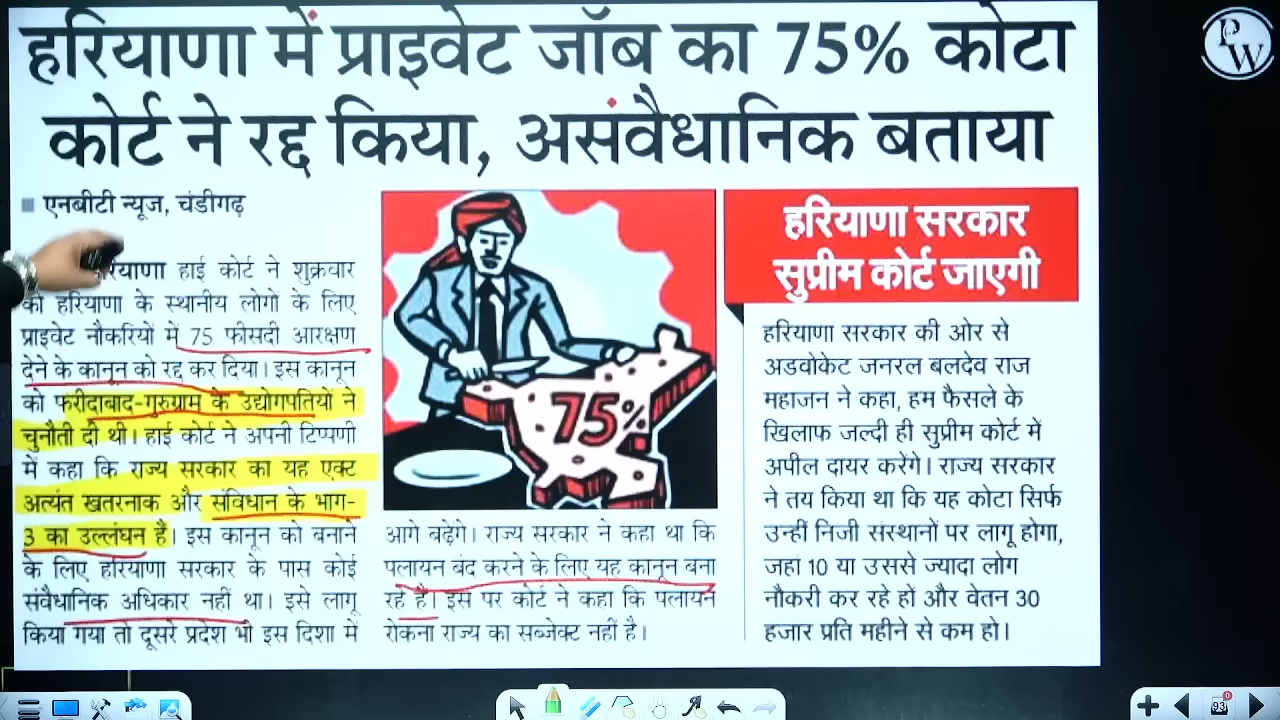 हरियाणा में प्राइवेट जॉब का 75% कोटा
कोर्ट ने रद्द किया, असंवैधानिक बताया
एनबीटी न्यूज, चंडीगढ़
हाई कोर्ट ने शुक्रवार
को हरियाणा के स्थानीय लोगो के लिए
प्राइवेट नौकरियों में 75 फीसदी आरक्षण
देने के कानून को रद्द कर दिया। इस कानून
को फरीदाबाद-गुरुग्राम के उद्योगपतियों ने
चुनौती दी थी। हाई कोर्ट ने अपनी टिप्पणी
में कहा कि राज्य सरकार का यह एक्ट
अत्यंत खतरनाक और संविधान के भाग-
3 का उल्लंघन है। इस कानून को बनाने
के लिए हरियाणा सरकार के पास कोई
संवैधानिक अधिकार नहीं था। इसे लागू
किया गया तो दूसरे प्रदेश भी इस दिशा में
75%
आगे बढ़ेंगे। राज्य सरकार ने कहा था कि
पलायन बंद करने के लिए यह कानून बना
रहे हैं। इस पर कोर्ट ने कहा कि पलायन
रोकना राज्य का सब्जेक्ट नहीं है।
हरियाणा सरकार
सुप्रीम कोर्ट जाएगी
हरियाणा सरकार की ओर से
अडवोकेट जनरल बलदेव राज
महाजन ने कहा, हम फैसले के
खिलाफ जल्दी ही सुप्रीम कोर्ट में
अपील दायर करेंगे। राज्य सरकार
ने तय किया था कि यह कोटा सिर्फ
उन्हीं निजी संस्थानों पर लागू होगा,
जहां 10 या उससे ज्यादा लोग
नौकरी कर रहे हों और वेतन 30
हजार प्रति महीने से कम हो।
PW
93